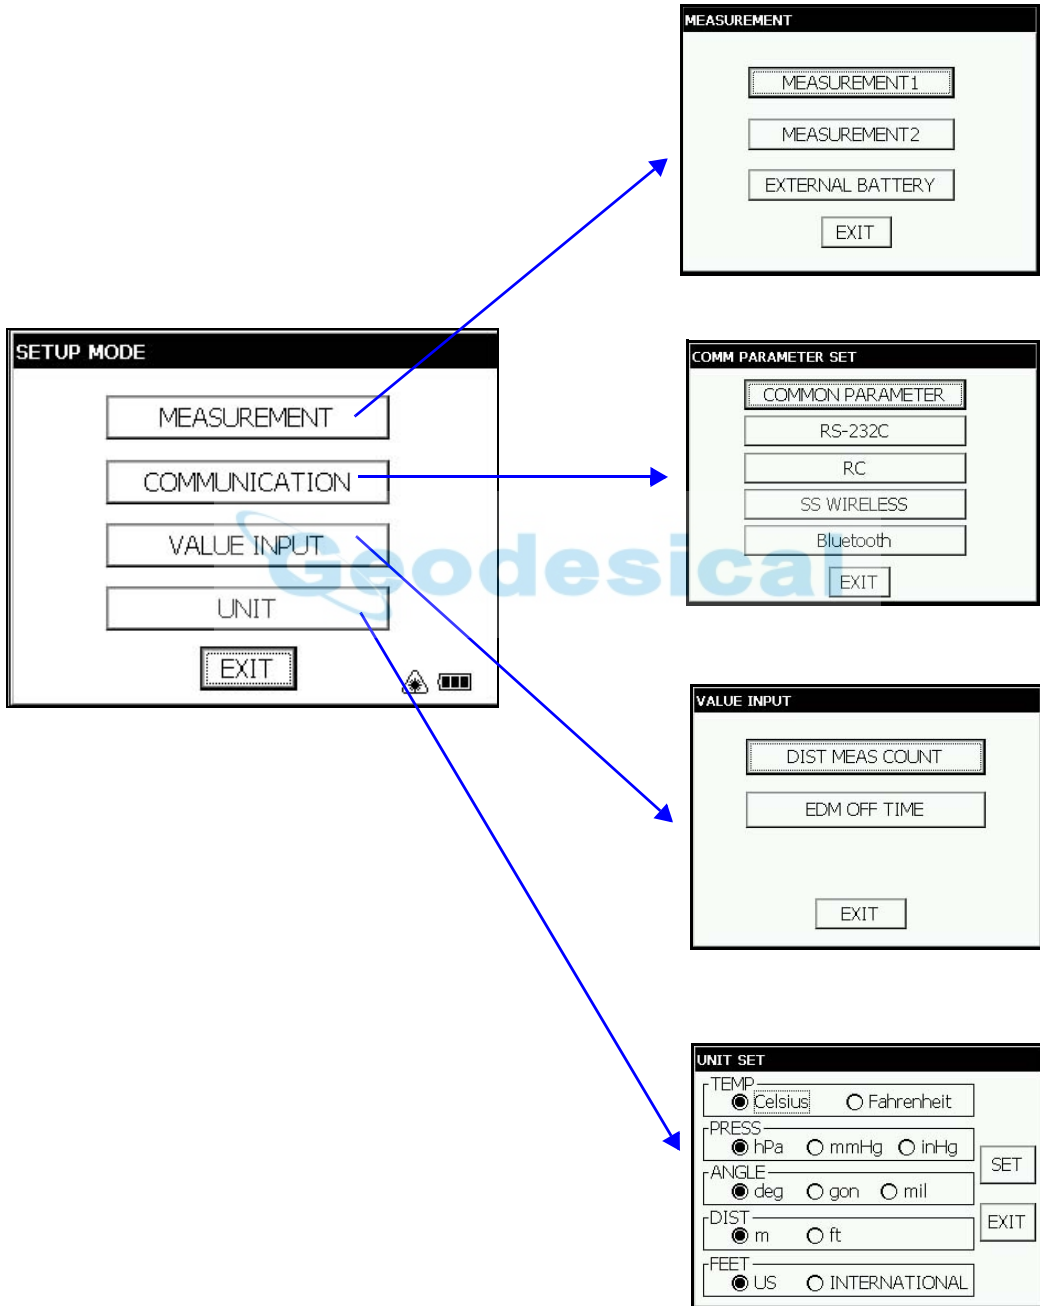 MEASUREMENT
MEASUREMENT1
MEASUREMENT2
EXTERNAL BATTERY
EXIT
SETUP MODE
MEASUREMENT
COMMUNICATION
VALUE INPUT
UNIT
EXIT
COMM PARAMETER SET
COMMON PARAMETER
RS-232C
RC
SS WIRELESS
Bluetooth
EXIT
Geodesical
VALUE INPUT
DIST MEAS COUNT
EDM OFF TIME
EXIT
UNIT SET
TEMP
Celsius Fahrenheit
PRESS
hPa mmHg inHg
SET
ANGLE
deg gon mil
DIST
m ft
EXIT
FEET
US INTERNATIONAL